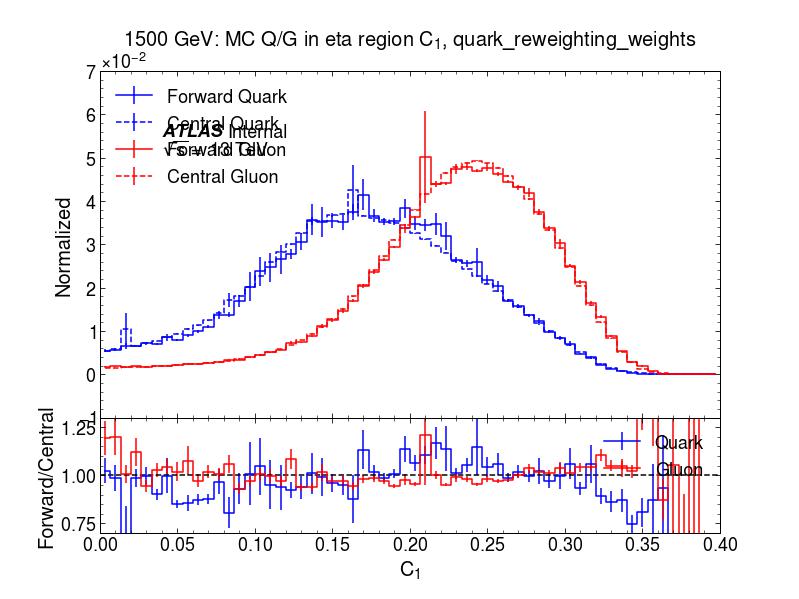 1500 GeV: MC Q/G in eta region C₁, quark_reweighting_weights
×10⁻²
7
6
5
4
3
2
1
0
−1
Normalized
Forward Quark
Central Quark
ATLAS Internal
Forward Gluon
√s = 13 TeV
Central Gluon
1.25
1.00
0.75
Forward/Central
Quark
Gluon
0.00 0.05 0.10 0.15 0.20 0.25 0.30 0.35 0.40
C₁